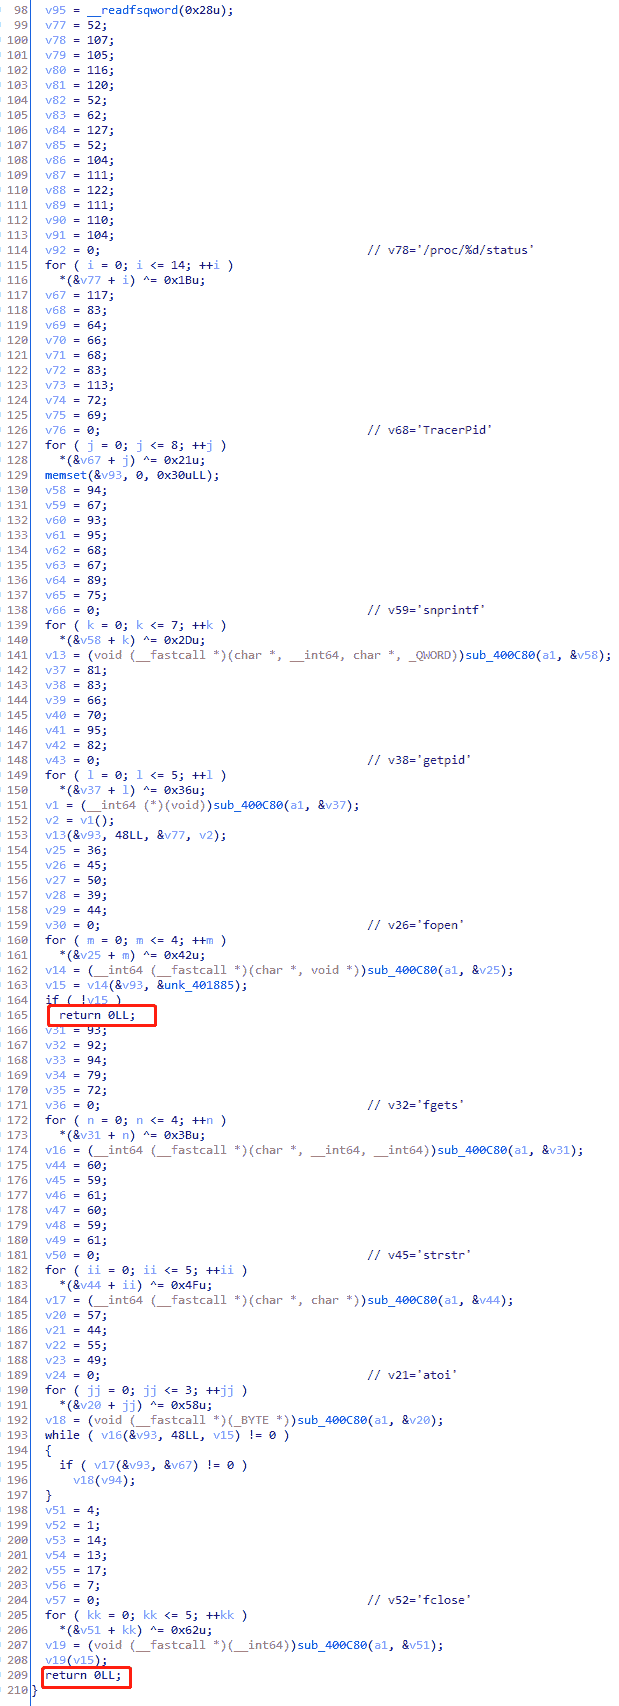 98 v95 = __readfsqword(0x28u);
99 v77 = 52;
100 v78 = 107;
101 v79 = 105;
102 v80 = 116;
103 v81 = 120;
104 v82 = 52;
105 v83 = 62;
106 v84 = 127;
107 v85 = 52;
108 v86 = 104;
109 v87 = 111;
110 v88 = 122;
111 v89 = 111;
112 v90 = 110;
113 v91 = 104;
114 v92 = 0; // v78='/proc/%d/status'
115 for ( i = 0; i <= 14; ++i )
116 *(&v77 + i) ^= 0x1Bu;
117 v67 = 117;
118 v68 = 83;
119 v69 = 64;
120 v70 = 66;
121 v71 = 68;
122 v72 = 83;
123 v73 = 113;
124 v74 = 72;
125 v75 = 69;
126 v76 = 0; // v68='TracerPid'
127 for ( j = 0; j <= 8; ++j )
128 *(&v67 + j) ^= 0x21u;
129 memset(&v93, 0, 0x30uLL);
130 v58 = 94;
131 v59 = 67;
132 v60 = 93;
133 v61 = 95;
134 v62 = 68;
135 v63 = 67;
136 v64 = 89;
137 v65 = 75;
138 v66 = 0; // v59='snprintf'
139 for ( k = 0; k <= 7; ++k )
140 *(&v58 + k) ^= 0x2Du;
141 v13 = (void (__fastcall *)(char *, __int64, char *, _QWORD))sub_400C80(a1, &v58);
142 v37 = 81;
143 v38 = 83;
144 v39 = 66;
145 v40 = 70;
146 v41 = 95;
147 v42 = 82;
148 v43 = 0; // v38='getpid'
149 for ( l = 0; l <= 5; ++l )
150 *(&v37 + l) ^= 0x36u;
151 v1 = (__int64 (*)(void))sub_400C80(a1, &v37);
152 v2 = v1();
153 v13(&v93, 48LL, &v77, v2);
154 v25 = 36;
155 v26 = 45;
156 v27 = 50;
157 v28 = 39;
158 v29 = 44;
159 v30 = 0; // v26='fopen'
160 for ( m = 0; m <= 4; ++m )
161 *(&v25 + m) ^= 0x42u;
162 v14 = (__int64 (__fastcall *)(char *, void *))sub_400C80(a1, &v25);
163 v15 = v14(&v93, &unk_401885);
164 if ( !v15 )
165 return 0LL;
166 v31 = 93;
167 v32 = 92;
168 v33 = 94;
169 v34 = 79;
170 v35 = 72;
171 v36 = 0; // v32='fgets'
172 for ( n = 0; n <= 4; ++n )
173 *(&v31 + n) ^= 0x3Bu;
174 v16 = (__int64 (__fastcall *)(char *, __int64, __int64))sub_400C80(a1, &v31);
175 v44 = 60;
176 v45 = 59;
177 v46 = 61;
178 v47 = 60;
179 v48 = 59;
180 v49 = 61;
181 v50 = 0; // v45='strstr'
182 for ( ii = 0; ii <= 5; ++ii )
183 *(&v44 + ii) ^= 0x4Fu;
184 v17 = (__int64 (__fastcall *)(char *, char *))sub_400C80(a1, &v44);
185 v20 = 57;
186 v21 = 44;
187 v22 = 55;
188 v23 = 49;
189 v24 = 0; // v21='atoi'
190 for ( jj = 0; jj <= 3; ++jj )
191 *(&v20 + jj) ^= 0x58u;
192 v18 = (void (__fastcall *)(_BYTE *))sub_400C80(a1, &v20);
193 while ( v16(&v93, 48LL, v15) != 0 )
194 {
195 if ( v17(&v93, &v67) != 0 )
196 v18(v94);
197 }
198 v51 = 4;
199 v52 = 1;
200 v53 = 14;
201 v54 = 13;
202 v55 = 17;
203 v56 = 7;
204 v57 = 0; // v52='fclose'
205 for ( kk = 0; kk <= 5; ++kk )
206 *(&v51 + kk) ^= 0x62u;
207 v19 = (void (__fastcall *)(__int64))sub_400C80(a1, &v51);
208 v19(v15);
209 return 0LL;
210 }